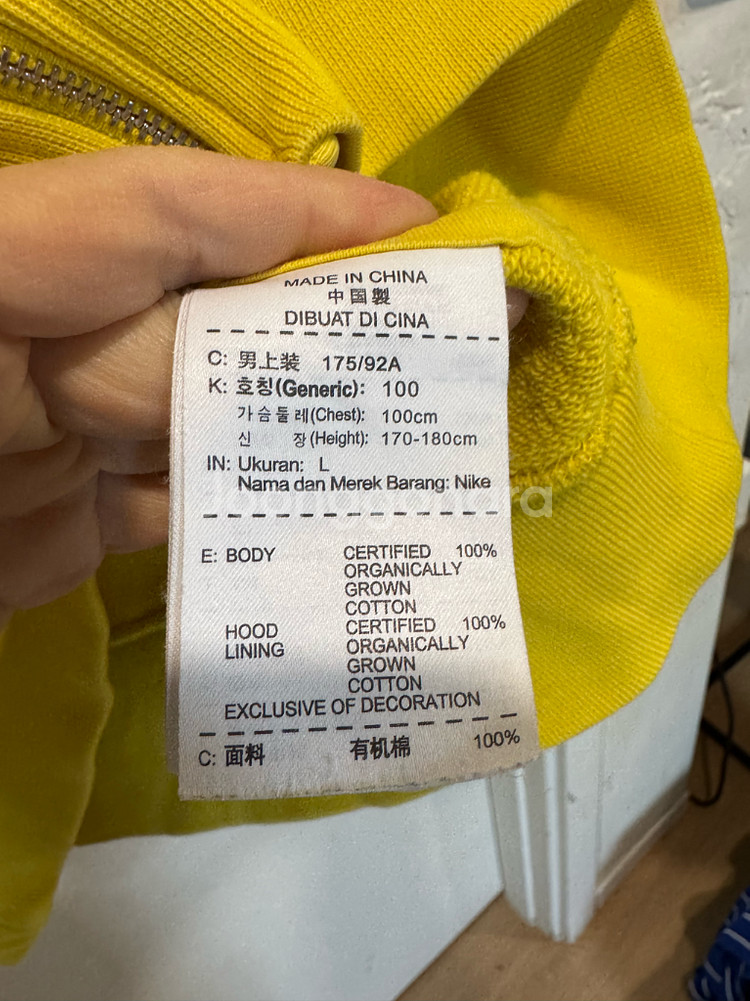 MADE IN CHINA
中国製
DIBUAT DI CINA
C: 男上装 175/92A
K: 호칭(Generic): 100
가슴둘레(Chest): 100cm
신 장(Height): 170-180cm
IN: Ukuran: L
Nama dan Merek Barang: Nike
E: BODY CERTIFIED 100%
ORGANICALLY
GROWN
COTTON
HOOD CERTIFIED 100%
LINING ORGANICALLY
GROWN
COTTON
EXCLUSIVE OF DECORATION
C: 面料 有机棉 100%